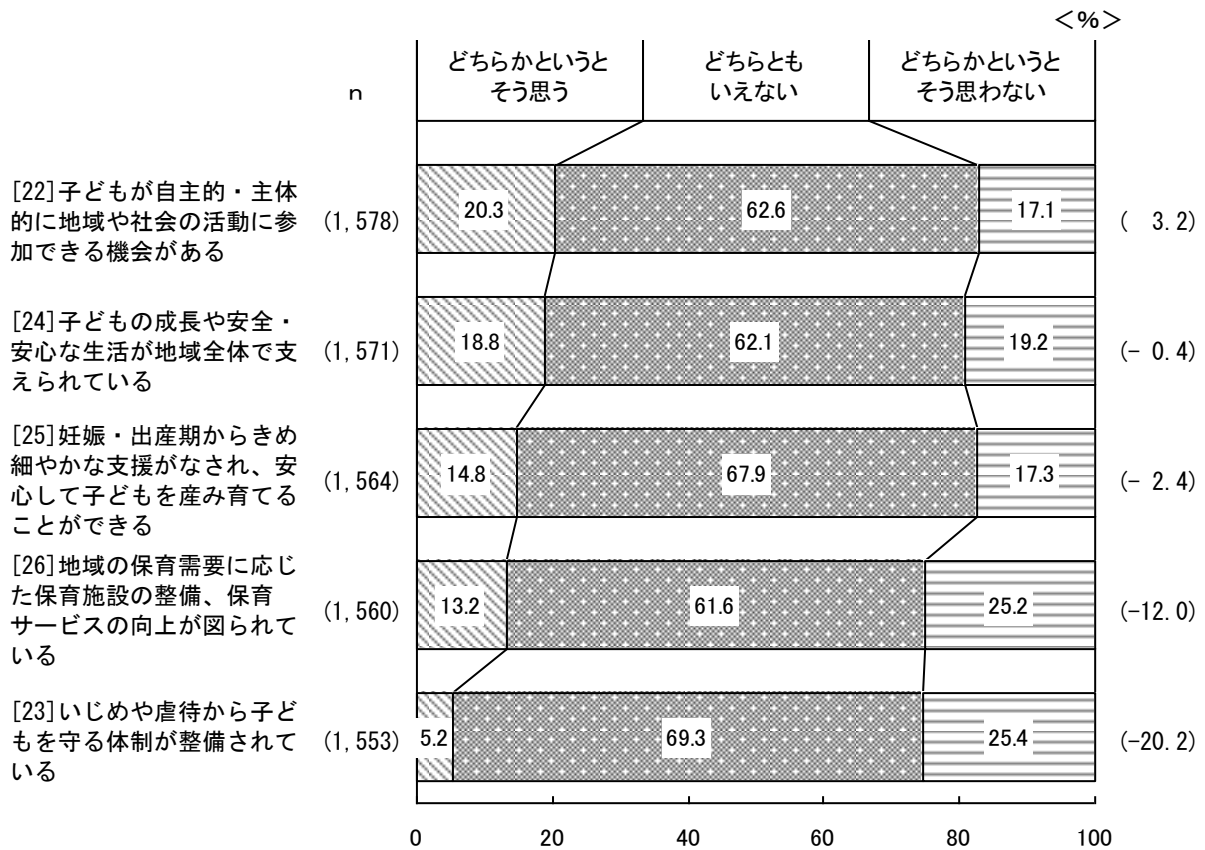 ＜％＞
どちらかというと
そう思う
どちらとも
いえない
どちらかというと
そう思わない
ｎ
[22]子どもが自主的・主体
的に地域や社会の活動に参
加できる機会がある
(1,578)
20.3
62.6
17.1
( 3.2)
[24]子どもの成長や安全・
安心な生活が地域全体で支
えられている
(1,571)
18.8
62.1
19.2
(- 0.4)
[25]妊娠・出産期からきめ
細やかな支援がなされ、安
心して子どもを産み育てる
ことができる
(1,564)
14.8
67.9
17.3
(- 2.4)
[26]地域の保育需要に応じ
た保育施設の整備、保育
サービスの向上が図られて
いる
(1,560)
13.2
61.6
25.2
(-12.0)
[23]いじめや虐待から子ど
もを守る体制が整備されて
いる
(1,553)
5.2
69.3
25.4
(-20.2)
0 20 40 60 80 100